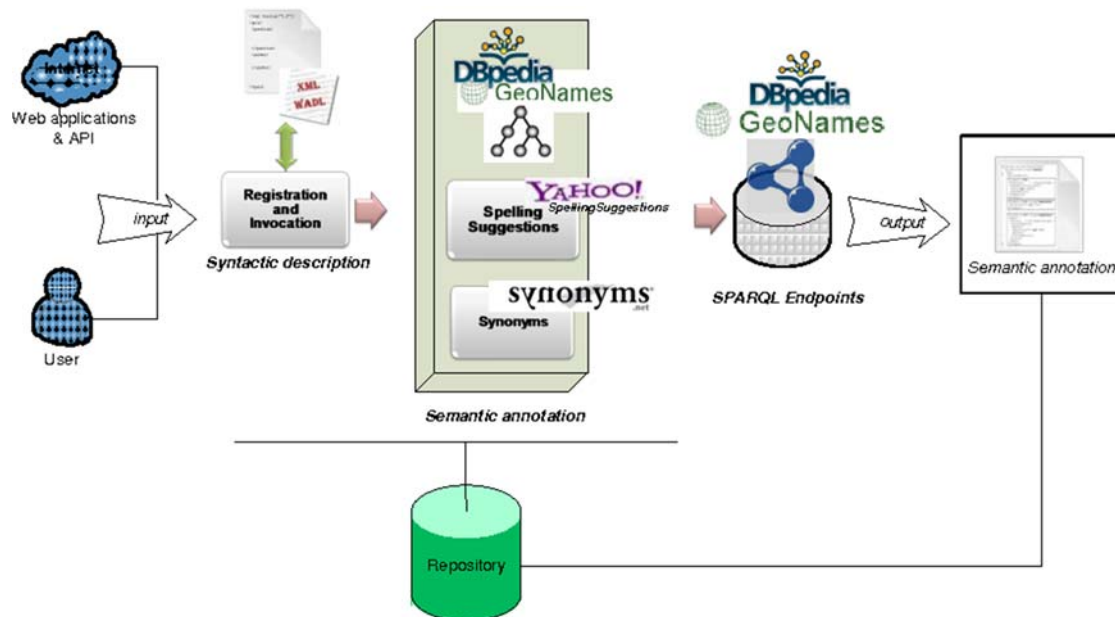 Internet
Web applications
& API
input
User
XML
WADL
Registration
and
Invocation
Syntactic description
DBpedia
GeoNames
YAHOO!
SpellingSuggestions
Spelling
Suggestions
synonyms
.net
Synonyms
Semantic annotation
DBpedia
GeoNames
SPARQL Endpoints
output
Semantic annotation
Repository